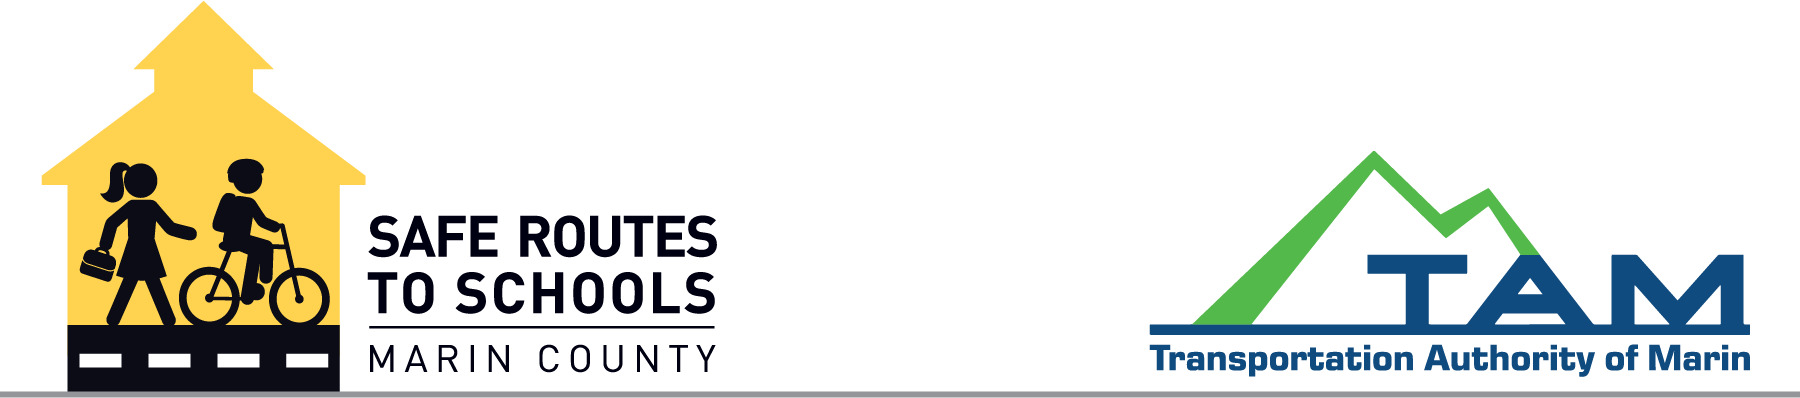 SAFE ROUTES
TO SCHOOLS
MARIN COUNTY
TAM
Transportation Authority of Marin